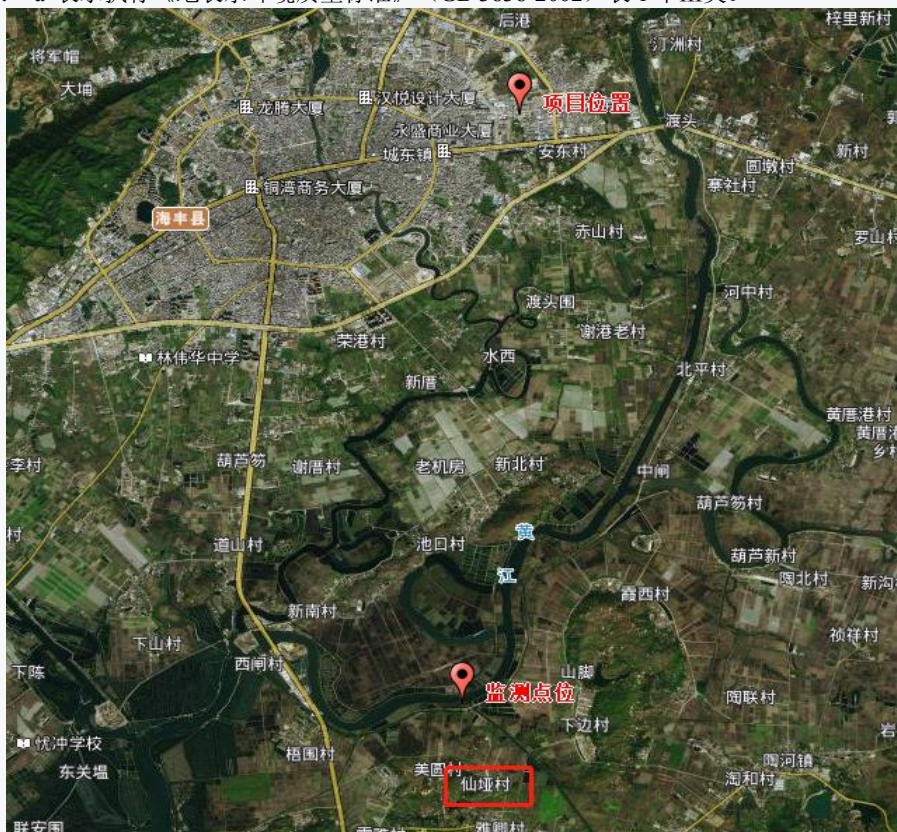 后港
梓里新村
将军帽
汀洲村
大埔
汉悦设计大厦
龙腾大厦
项目位置
渡头
永盛商业大厦
城东镇
安东村
新村
圆墩村
铜湾商务大厦
寨社村
海丰县
赤山村
罗山村
河中村
渡头围
谢港老村
荣港村
水西
林伟华中学
北平村
新厝
黄厝港村
李村
葫芦笏
谢厝村
老机房
新北村
中闸
葫芦笏村
村
黄
道山村
池口村
葫芦新村
江
陶北村
霞西村
新南村
下山村
祯祥村
西闸村
下陈
山脚
监测点位
陶联村
下边村
岩
忱冲学校
梧围村
陶河镇
东关塭
美圆村
仙垭村
淘和村
联安围
雅卿村